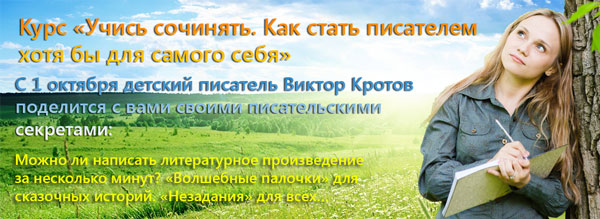 Курс «Учись сочинять. Как стать писателем
хотя бы для самого себя»
С 1 октября детский писатель Виктор Кротов
поделится с вами своими писательскими
секретами:
Можно ли написать литературное произведение
за несколько минут? «Волшебные палочки» для
сказочных историй. «Незадания» для всех...